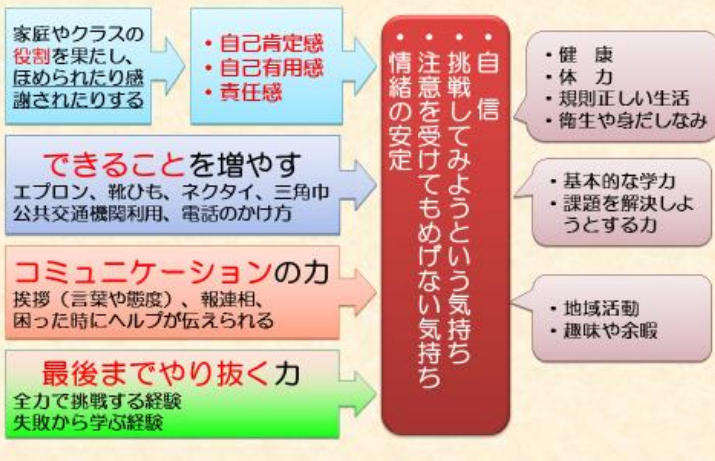 家庭やクラスの
役割を果たし、
ほめられたり感
謝されたりする
・自己肯定感
・自己有用感
・責任感
できることを増やす
エプロン、靴ひも、ネクタイ、三角巾
公共交通機関利用、電話のかけ方
コミュニケーションの力
挨拶（言葉や態度）、報連相、
困った時にヘルプが伝えられる
最後までやり抜く力
全力で挑戦する経験
失敗から学ぶ経験
・自信
・挑戦してみようという気持ち
・注意を受けてもめげない気持ち
・情緒の安定
・健　康
・体　力
・規則正しい生活
・衛生や身だしなみ
・基本的な学力
・課題を解決しよ
うとする力
・地域活動
・趣味や余暇